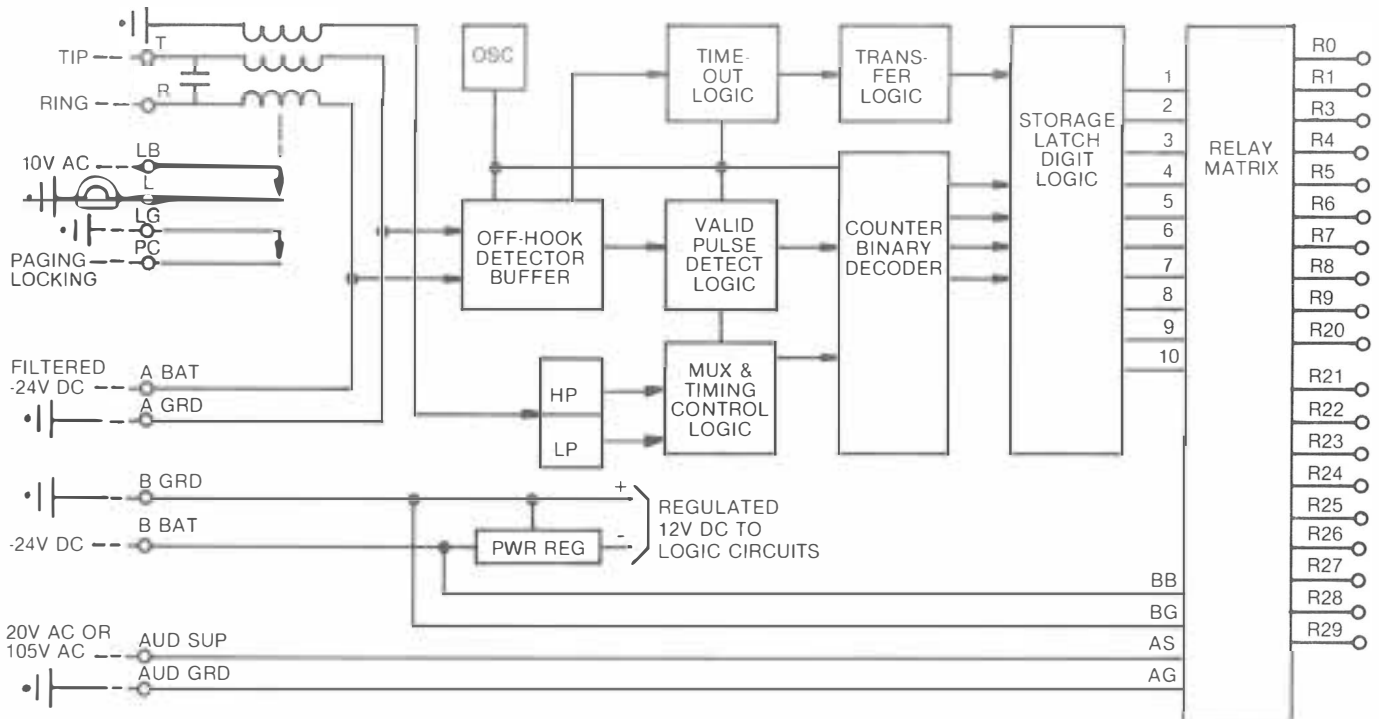 T
TIP
R
RING
LB
10V AC
L
LG
PC
PAGING
LOCKING
FILTERED
-24V DC
A BAT
A GRD
B GRD
B BAT
-24V DC
20V AC OR
105V AC
AUD SUP
AUD GRD
OSC
OFF-HOOK
DETECTOR
BUFFER
TIME-
OUT
LOGIC
TRANS-
FER
LOGIC
VALID
PULSE
DETECT
LOGIC
COUNTER
BINARY
DECODER
HP
LP
MUX &
TIMING
CONTROL
LOGIC
+
-
PWR REG
REGULATED
12V DC TO
LOGIC CIRCUITS
STORAGE
LATCH
DIGIT
LOGIC
1
2
3
4
5
6
7
8
9
10
BB
BG
AS
AG
RELAY
MATRIX
R0
R1
R3
R4
R5
R6
R7
R8
R9
R20
R21
R22
R23
R24
R25
R26
R27
R28
R29